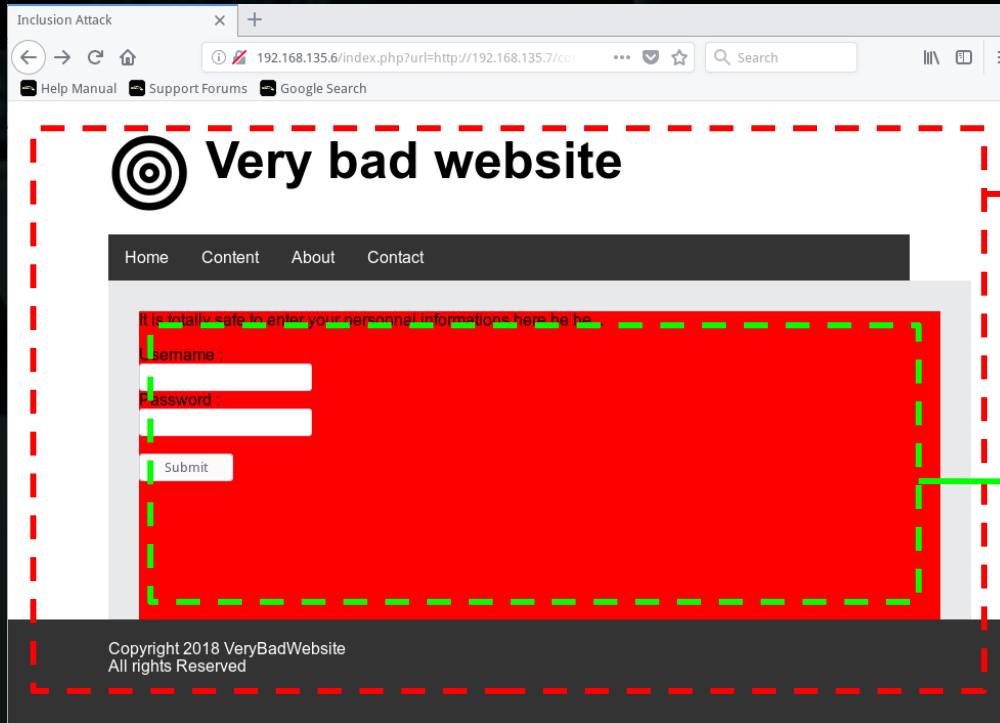 Inclusion Attack
192.168.135.6/index.php?url=http://192.168.135.7/co
Search
Help Manual Support Forums Google Search
Very bad website
Home Content About Contact
It is totally safe to enter your personnal informations here he he...
Username :
Password :
Submit
Copyright 2018 VeryBadWebsite
All rights Reserved